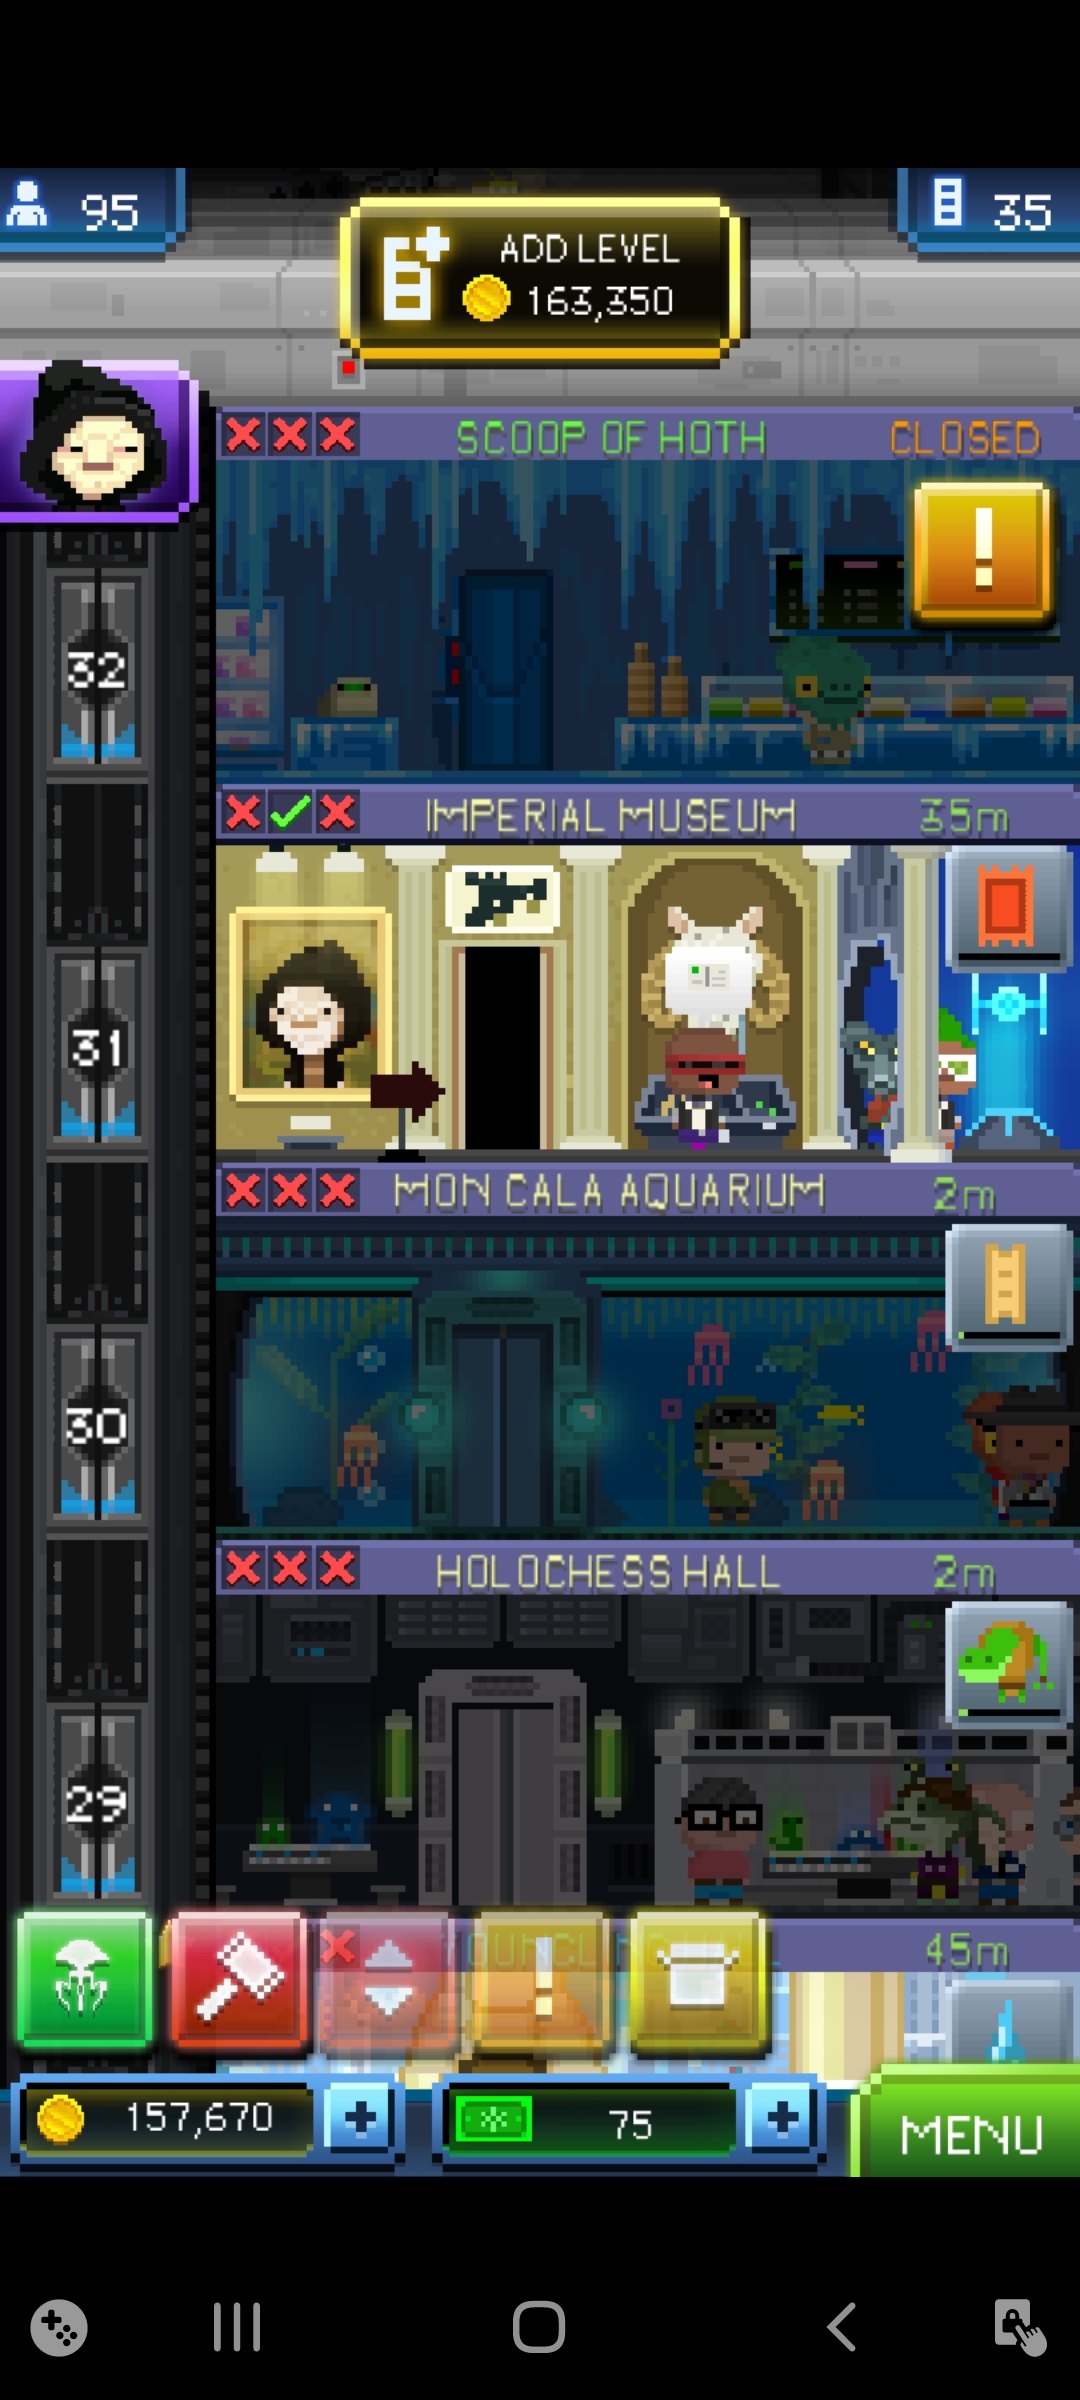 95
ADD LEVEL
163,350
35
SCOOP OF HOTH
CLOSED
32
IMPERIAL MUSEUM
35m
31
MON CALA AQUARIUM
2m
30
HOLOCHESS HALL
2m
29
45m
157,670
75
MENU